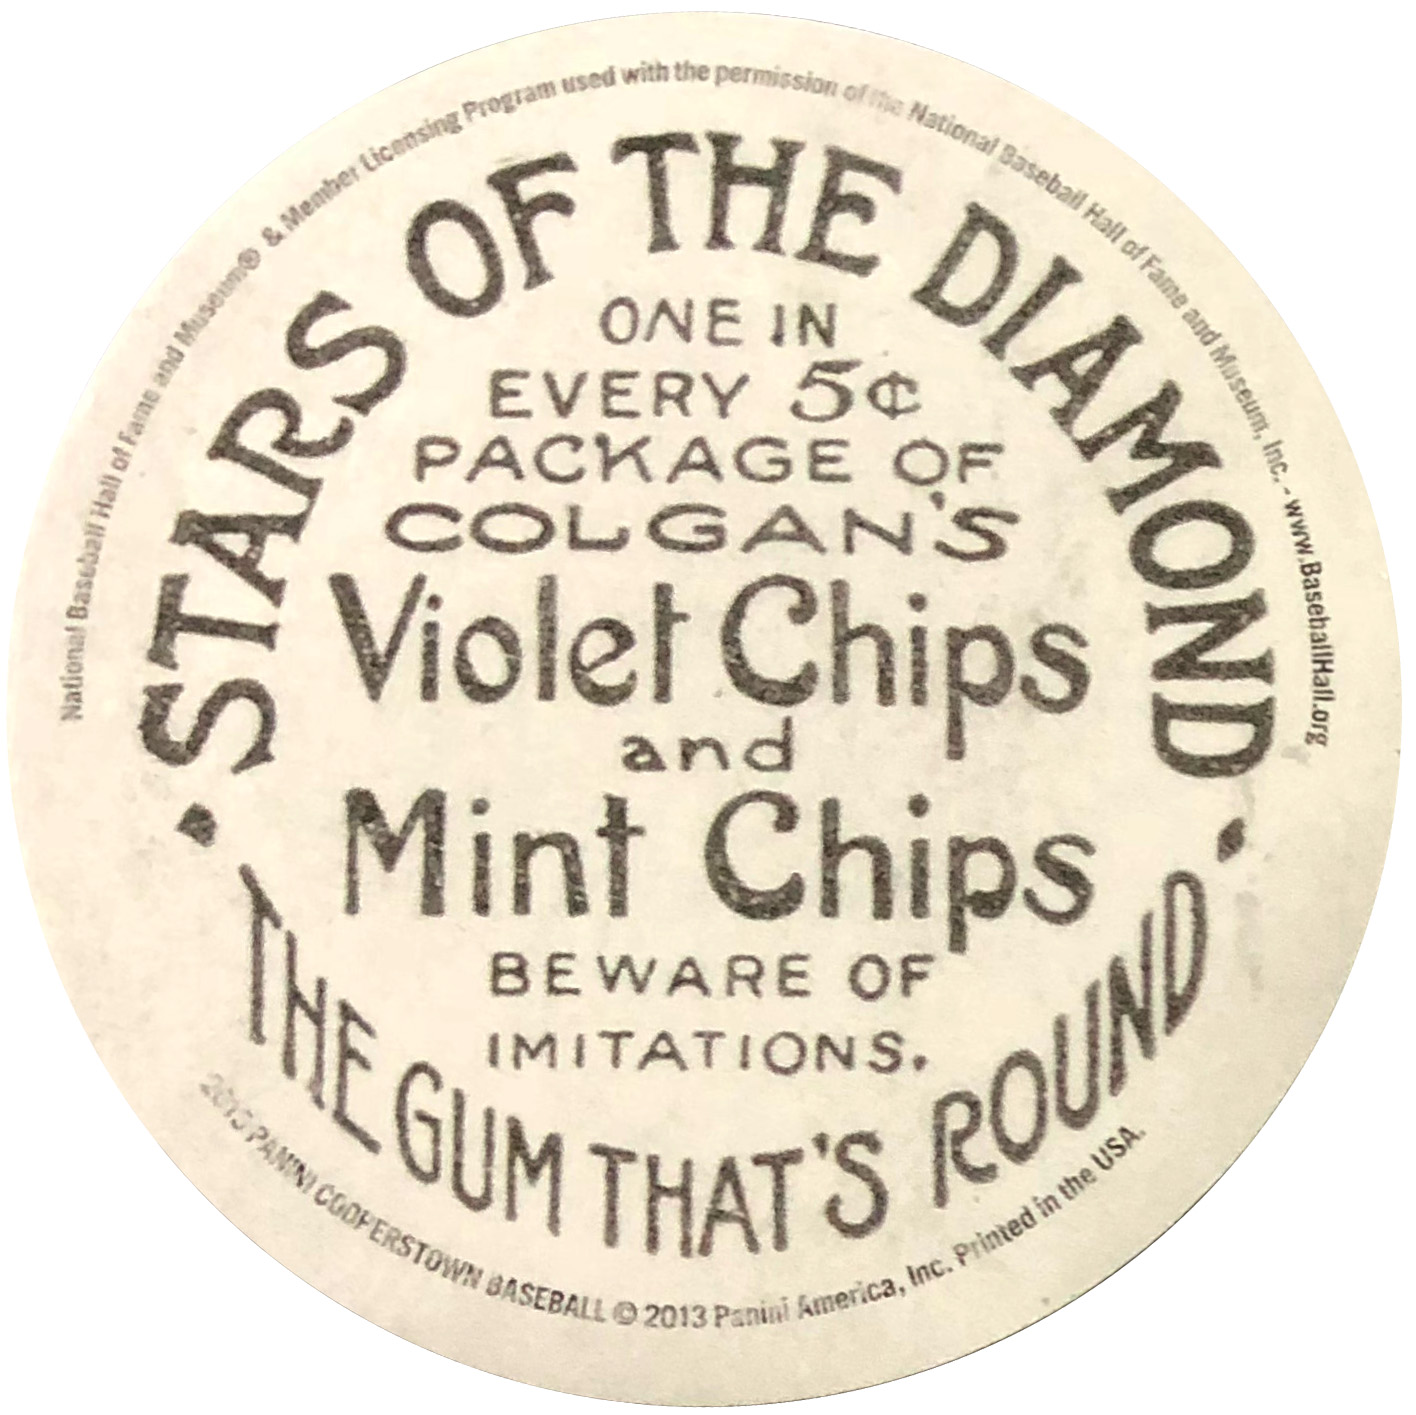 National Baseball Hall of Fame and Museum® & Member Licensing Program used with the permission of the National Baseball Hall of Fame and Museum, Inc. - www.BaseballHall.org
STARS OF THE DIAMOND
ONE IN
EVERY 5¢
PACKAGE OF
COLGAN'S
Violet Chips
and
Mint Chips
BEWARE OF
IMITATIONS.
THE GUM THAT'S ROUND
2013 PANINI COOPERSTOWN BASEBALL © 2013 Panini America, Inc. Printed in the USA.